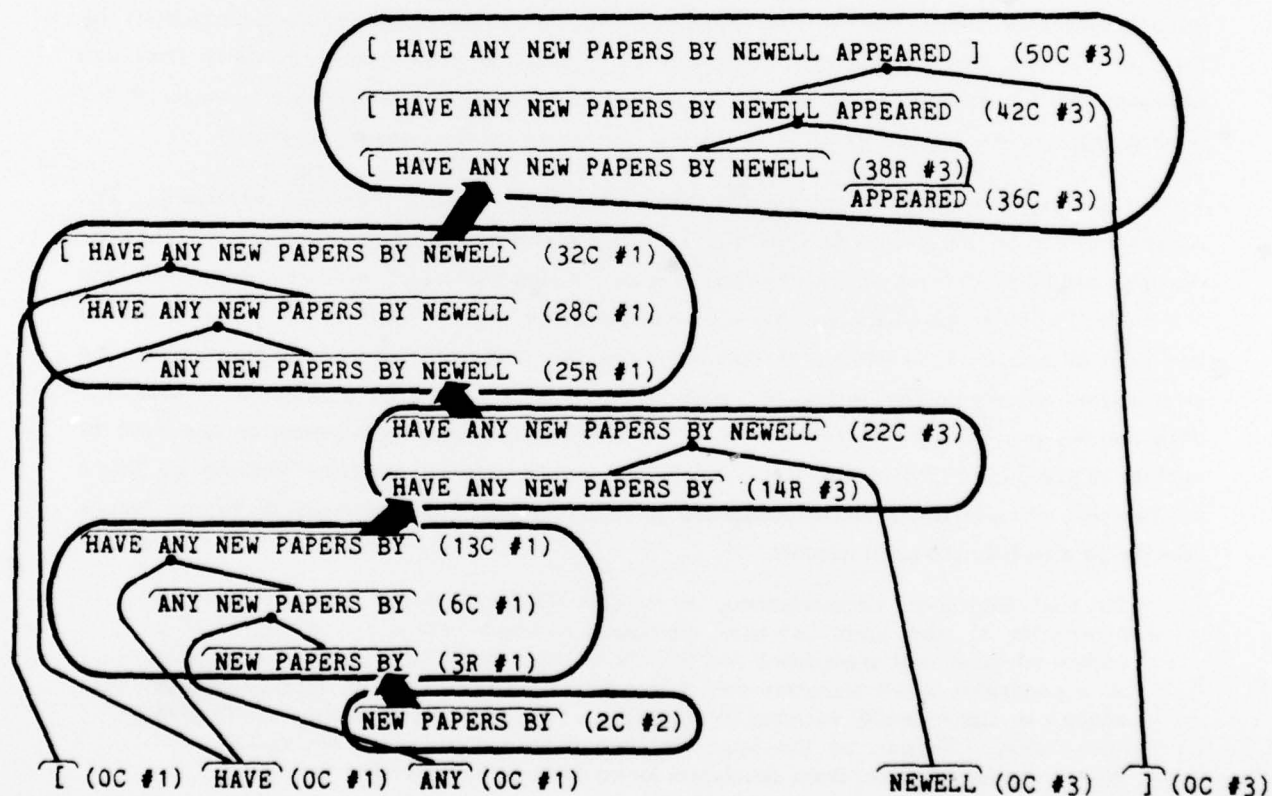 [ HAVE ANY NEW PAPERS BY NEWELL APPEARED ] (50C #3)
[ HAVE ANY NEW PAPERS BY NEWELL APPEARED (42C #3)
[ HAVE ANY NEW PAPERS BY NEWELL (38R #3)
APPEARED (36C #3)
[ HAVE ANY NEW PAPERS BY NEWELL (32C #1)
HAVE ANY NEW PAPERS BY NEWELL (28C #1)
ANY NEW PAPERS BY NEWELL (25R #1)
HAVE ANY NEW PAPERS BY NEWELL (22C #3)
HAVE ANY NEW PAPERS BY (14R #3)
HAVE ANY NEW PAPERS BY (13C #1)
ANY NEW PAPERS BY (6C #1)
NEW PAPERS BY (3R #1)
NEW PAPERS BY (2C #2)
[ (0C #1) HAVE (0C #1) ANY (0C #1) NEWELL (0C #3) ] (0C #3)